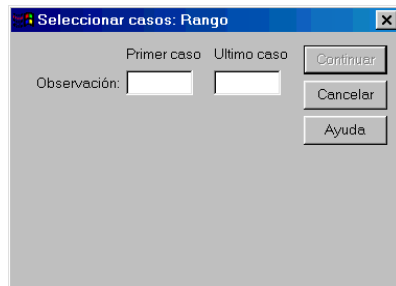 Seleccionar casos: Rango
Primer caso Ultimo caso
Observación:
Continuar
Cancelar
Ayuda